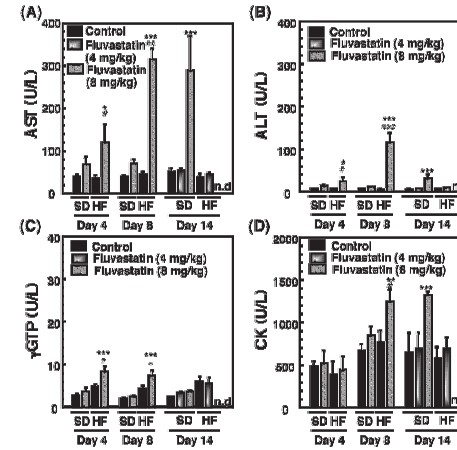 (A)
AST (U/L)
400
300
200
100
0
Control
Fluvastatin
(4 mg/kg)
Fluvastatin
(8 mg/kg)
*
#
***
##
***
n.d
SD HF SD HF SD HF
Day 4 Day 8 Day 14
(B)
ALT (U/L)
400
300
200
100
0
Control
Fluvastatin (4 mg/kg)
Fluvastatin (8 mg/kg)
#
***
###
***
n.d
SD HF SD HF SD HF
Day 4 Day 8 Day 14
(C)
γGTP (U/L)
40
30
20
10
0
Control
Fluvastatin (4 mg/kg)
Fluvastatin (8 mg/kg)
***
***
n.d
SD HF SD HF SD HF
Day 4 Day 8 Day 14
(D)
CK (U/L)
2000
1500
1000
500
0
Control
Fluvastatin (4 mg/kg)
Fluvastatin (8 mg/kg)
**
#
***
SD HF SD HF SD HF
Day 4 Day 8 Day 14